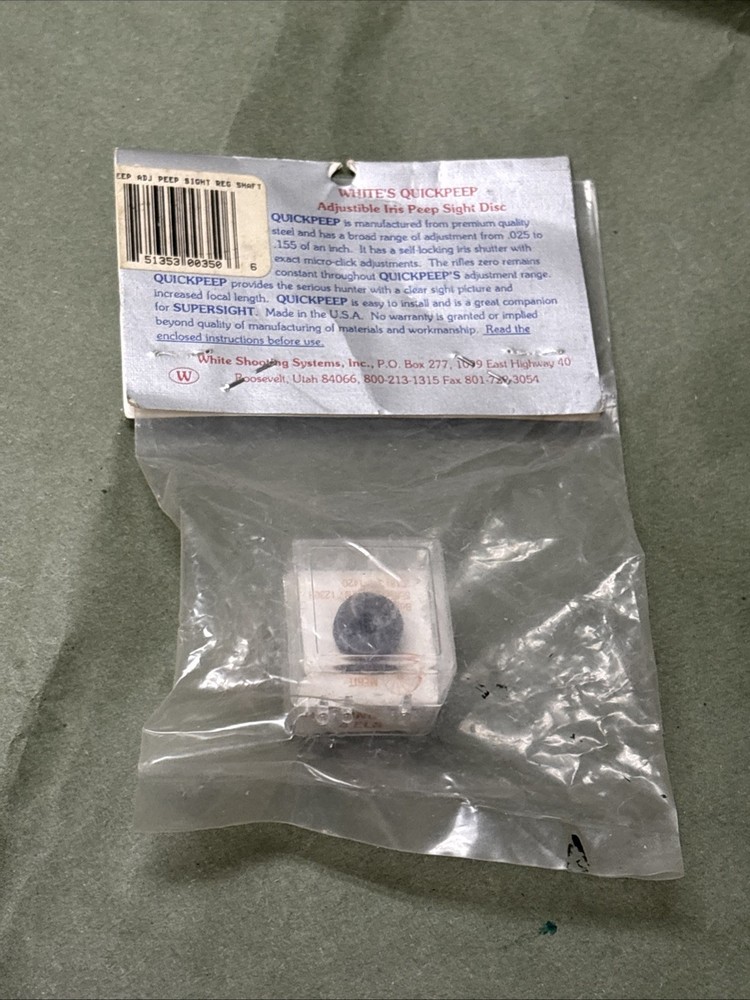 EEP ADJ PEEP SIGHT REG SHAFT
51353 00350 6
WHITE'S QUICKPEEP
Adjustible Iris Peep Sight Disc
QUICKPEEP is manufactured from premium quality
steel and has a broad range of adjustment from .025 to
.155 of an inch. It has a self-locking iris shutter with
exact micro-click adjustments. The rifles zero remains
constant throughout QUICKPEEP'S adjustment range.
QUICKPEEP provides the serious hunter with a clear sight picture and
increased focal length. QUICKPEEP is easy to install and is a great companion
for SUPERSIGHT. Made in the U.S.A. No warranty is granted or implied
beyond quality of manufacturing of materials and workmanship. Read the
enclosed instructions before use.
W
White Shooting Systems, Inc., P.O. Box 277, East Highway 40
Roosevelt, Utah 84066, 800-213-1315 Fax 3054